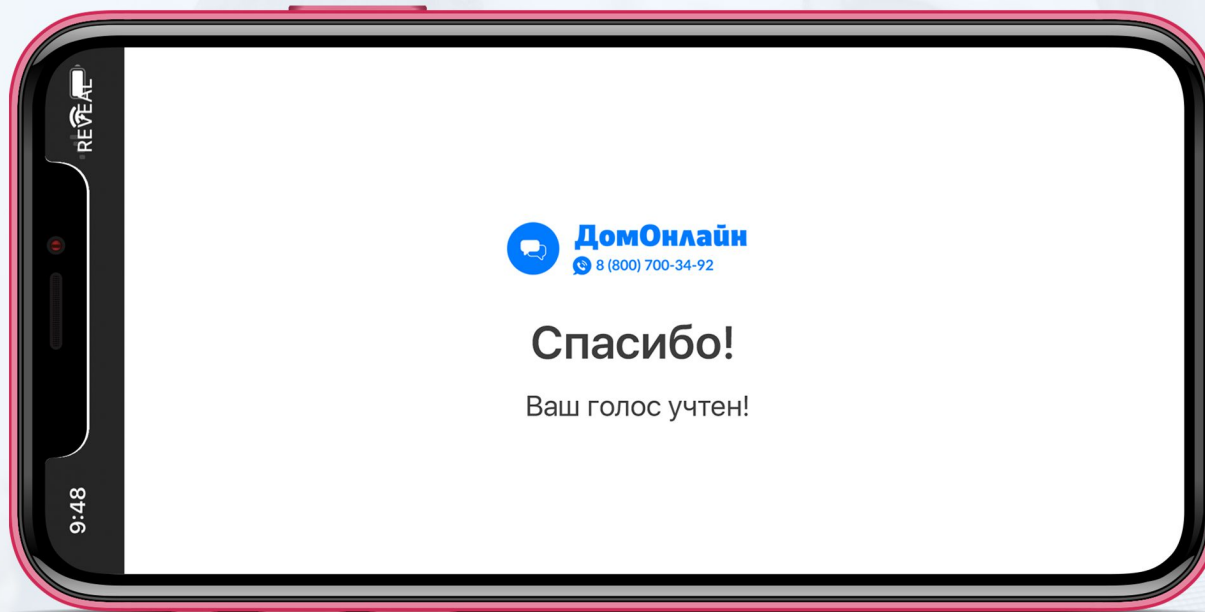 REVEAL
9:48
ДомОнлайн
8 (800) 700-34-92
Спасибо!
Ваш голос учтен!